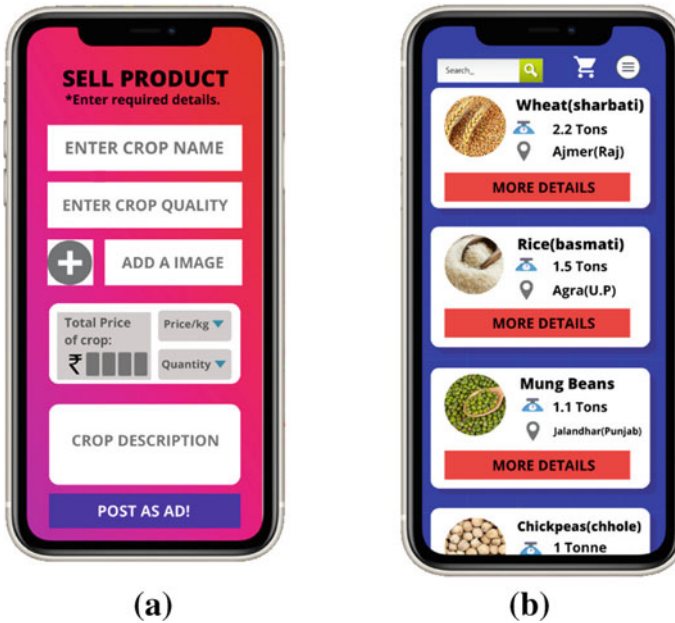 SELL PRODUCT
*Enter required details.
ENTER CROP NAME
ENTER CROP QUALITY
ADD A IMAGE
Total Price
of crop:
₹
Price/kg
Quantity
CROP DESCRIPTION
POST AS AD!
(a)
Search_
Wheat(sharbati)
2.2 Tons
Ajmer(Raj)
MORE DETAILS
Rice(basmati)
1.5 Tons
Agra(U.P)
MORE DETAILS
Mung Beans
1.1 Tons
Jalandhar(Punjab)
MORE DETAILS
Chickpeas(chhole)
1 Tonne
(b)